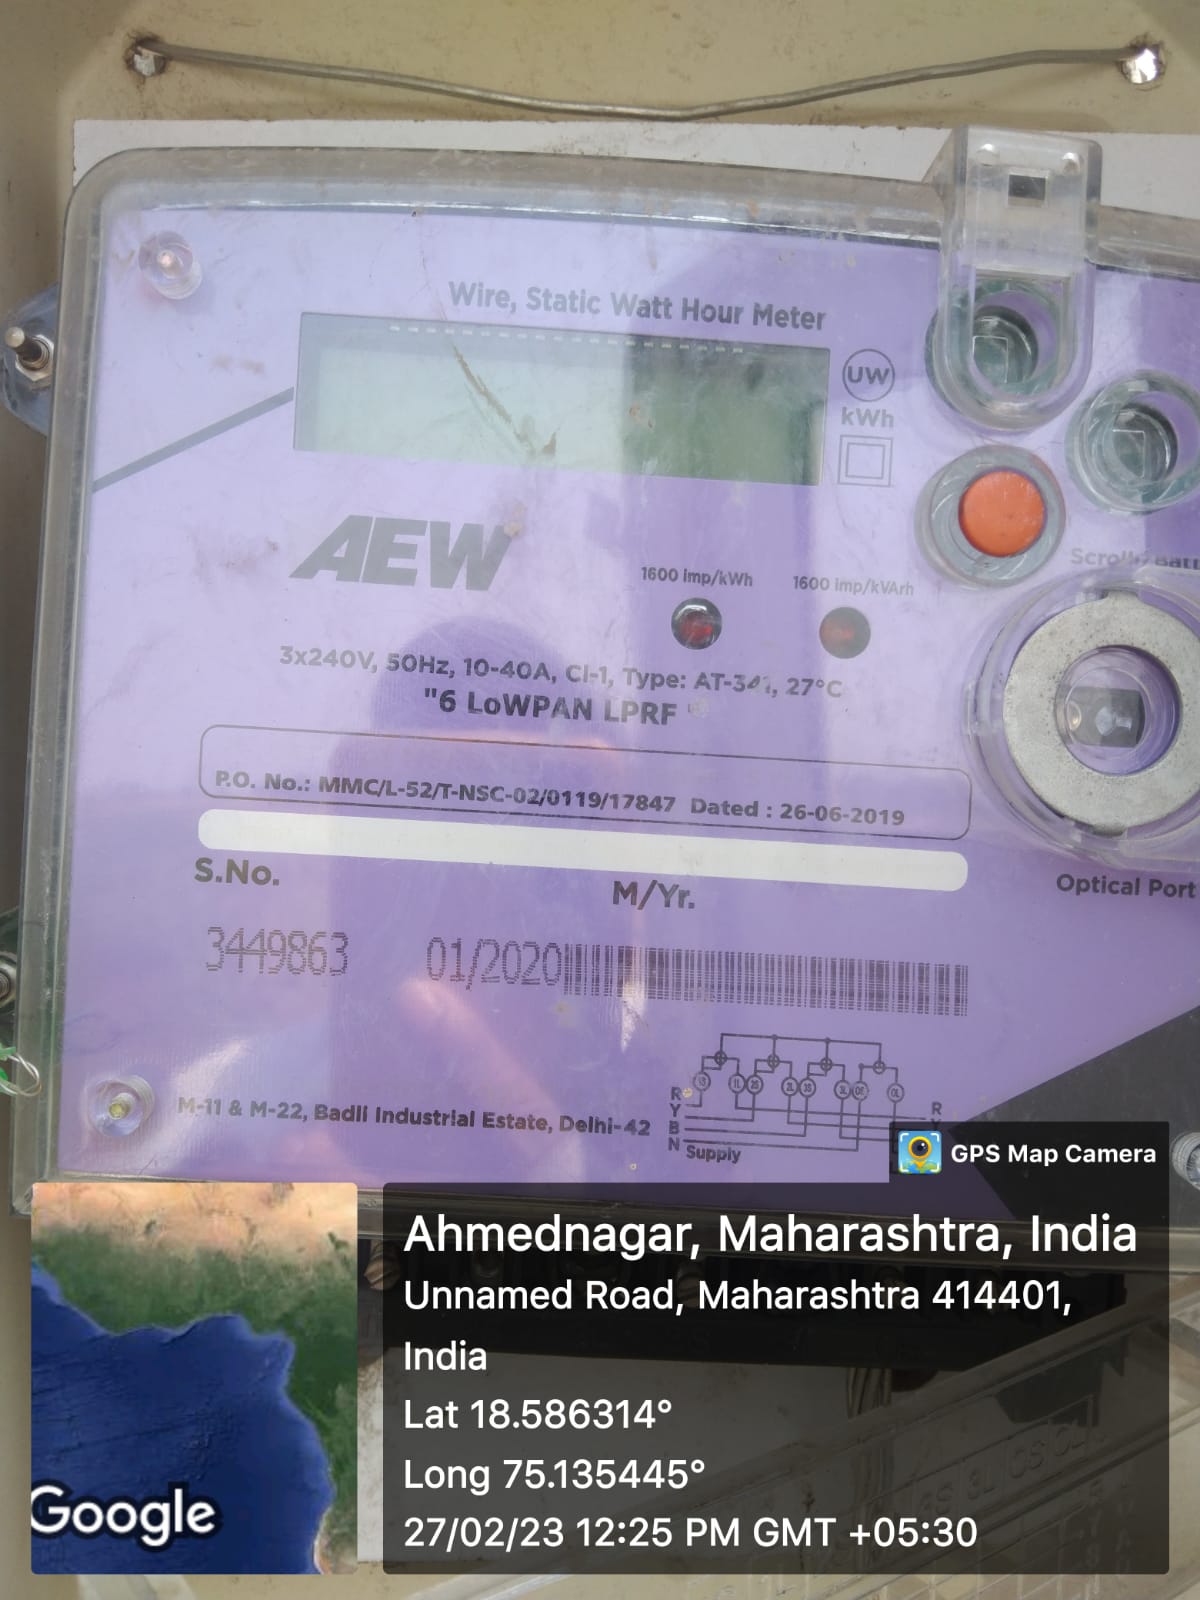 Wire, Static Watt Hour Meter
UW
kWh
AEW
1600 imp/kWh 1600 imp/kVArh
3x240V, 50Hz, 10-40A, Cl-1, Type: AT-341, 27°C
"6 LoWPAN LPRF "
P.O. No.: MMC/L-52/T-NSC-02/0119/17847 Dated : 26-06-2019
S.No. M/Yr.
3449863 01/2020
Optical Port
M-11 & M-22, Badli Industrial Estate, Delhi-42
R
Y
B
N Supply
R
GPS Map Camera
Ahmednagar, Maharashtra, India
Unnamed Road, Maharashtra 414401,
India
Lat 18.586314°
Long 75.135445°
27/02/23 12:25 PM GMT +05:30
Google